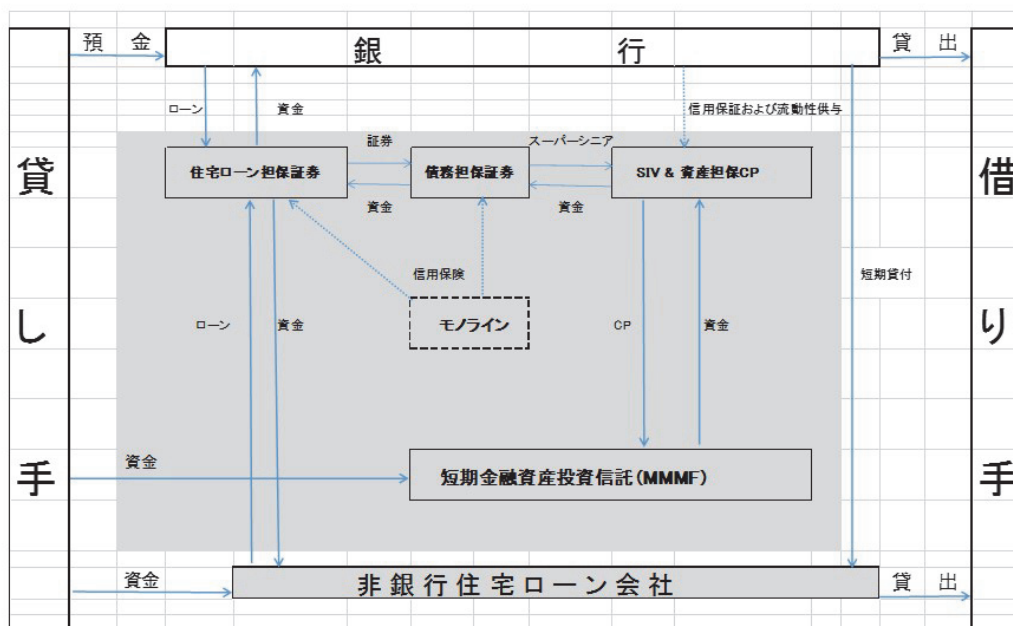 預 金
銀 行
貸 出
ローン
資金
信用保証および流動性供与
証券
スーパーシニア
住宅ローン担保証券
債務担保証券
SIV & 資産担保CP
資金
資金
貸し手
借り手
信用保険
短期貸付
モノライン
ローン
資金
CP
資金
資金
短期金融資産投資信託(MMMF)
資金
非銀行住宅ローン会社
貸 出